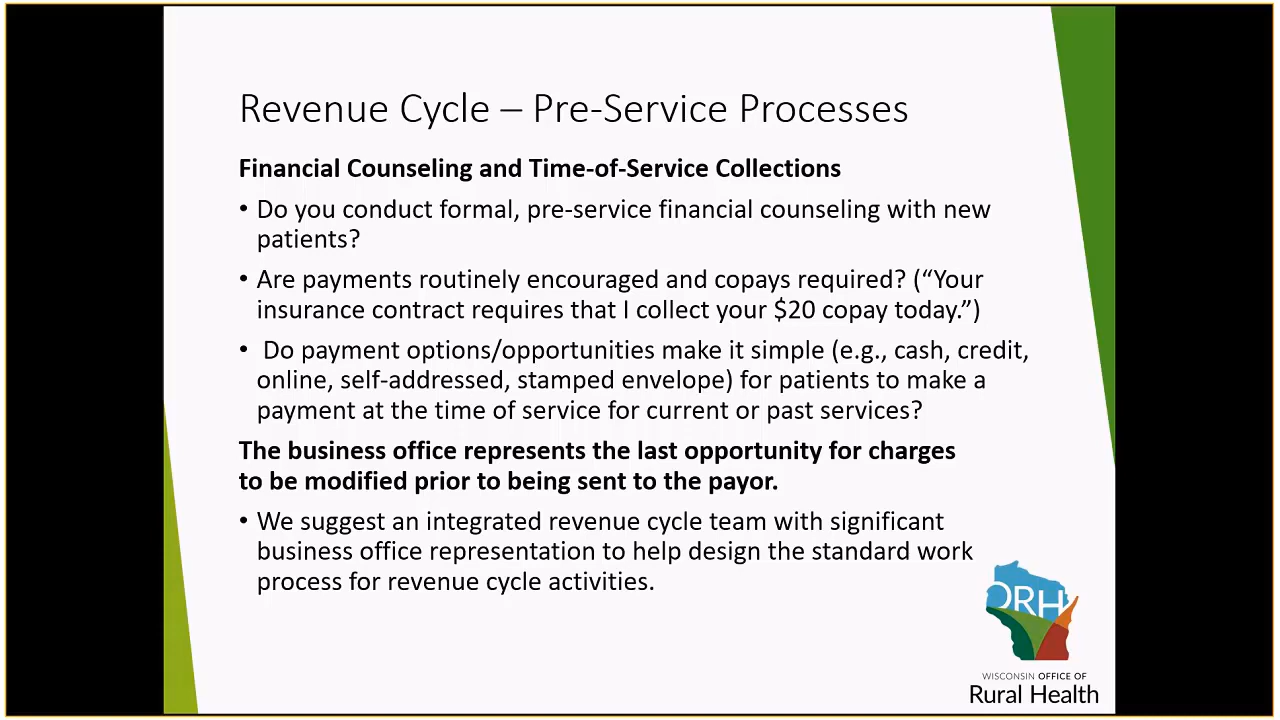 Revenue Cycle – Pre-Service Processes
Financial Counseling and Time-of-Service Collections
• Do you conduct formal, pre-service financial counseling with new
patients?
• Are payments routinely encouraged and copays required? (“Your
insurance contract requires that I collect your $20 copay today.”)
• Do payment options/opportunities make it simple (e.g., cash, credit,
online, self-addressed, stamped envelope) for patients to make a
payment at the time of service for current or past services?
The business office represents the last opportunity for charges
to be modified prior to being sent to the payor.
• We suggest an integrated revenue cycle team with significant
business office representation to help design the standard work
process for revenue cycle activities.
ORH
WISCONSIN OFFICE OF
Rural Health